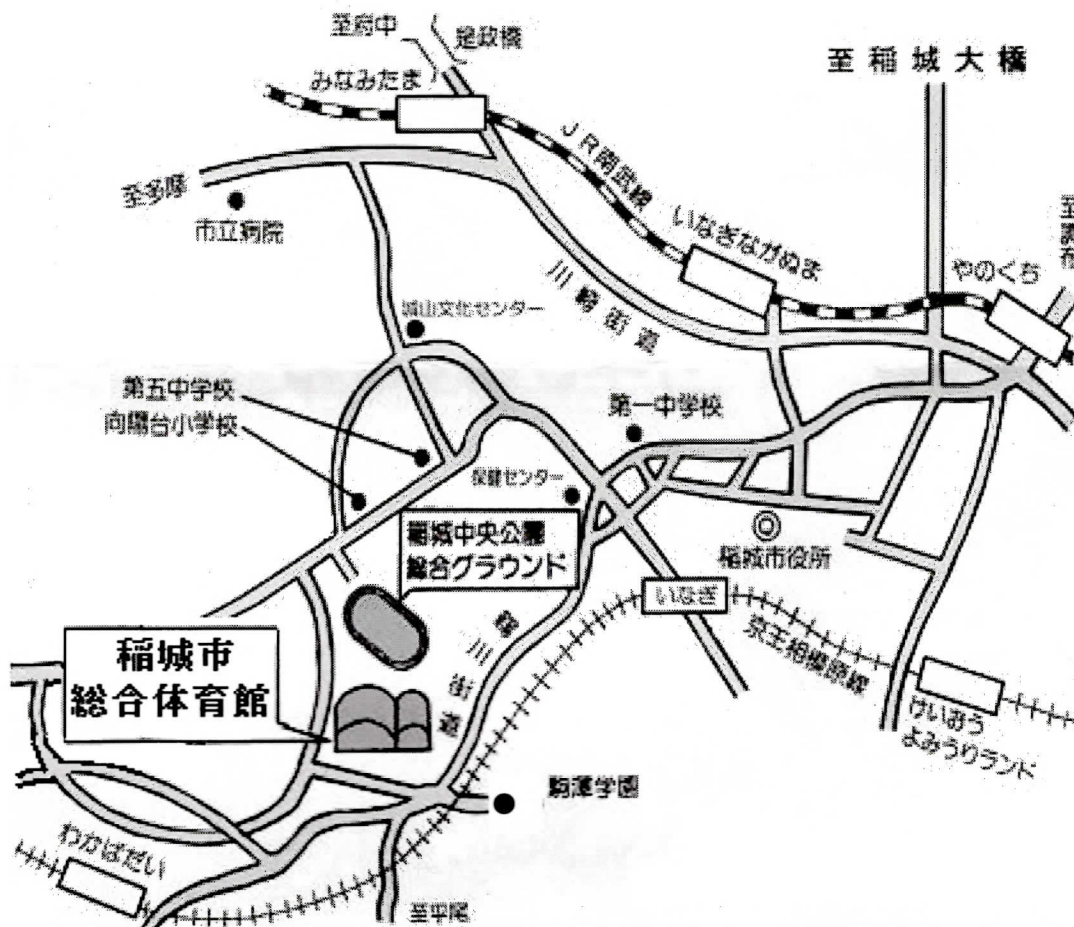 至府中
是政橋
至稲城大橋
みなみたま
JR南武線
至多摩
市立病院
いなぎながぬま
至調布
やのくち
川崎街道
城山文化センター
第五中学校
向陽台小学校
第一中学校
保健センター
稲城中央公園
総合グラウンド
稲城市役所
いなぎ
京王相模原線
稲城市
総合体育館
鶴川街道
けいおう
よみうりランド
駒澤学園
わかばだい
至平尾